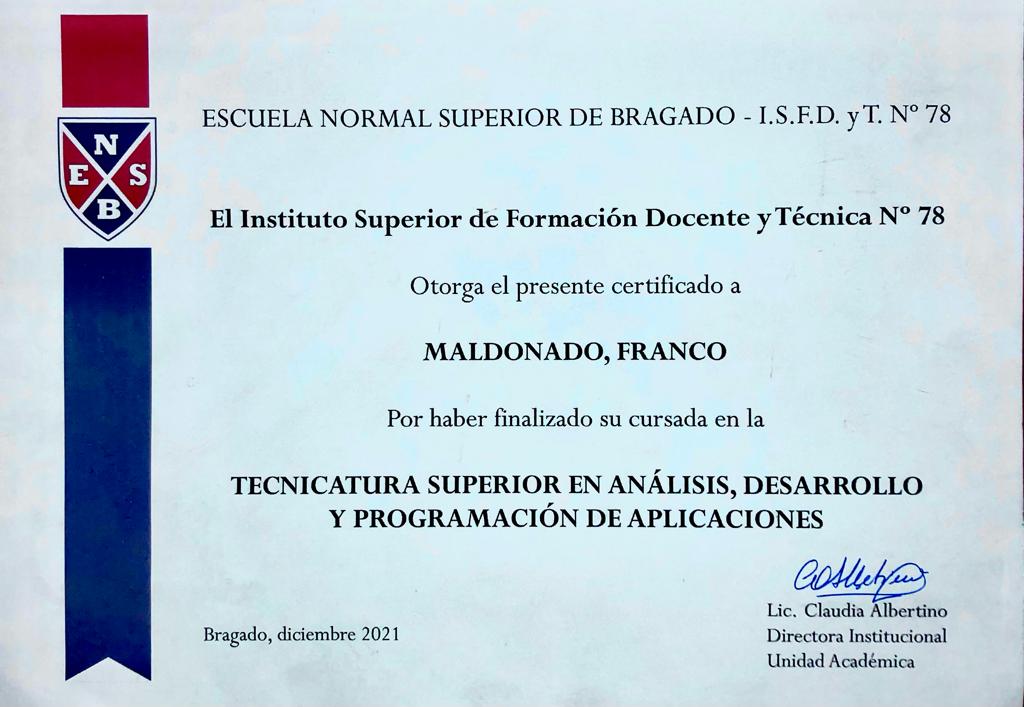 N
E S
B
ESCUELA NORMAL SUPERIOR DE BRAGADO - I.S.F.D. y T. Nº 78
El Instituto Superior de Formación Docente y Técnica Nº 78
Otorga el presente certificado a
MALDONADO, FRANCO
Por haber finalizado su cursada en la
TECNICATURA SUPERIOR EN ANÁLISIS, DESARROLLO
Y PROGRAMACIÓN DE APLICACIONES
Lic. Claudia Albertino
Bragado, diciembre 2021
Directora Institucional
Unidad Académica